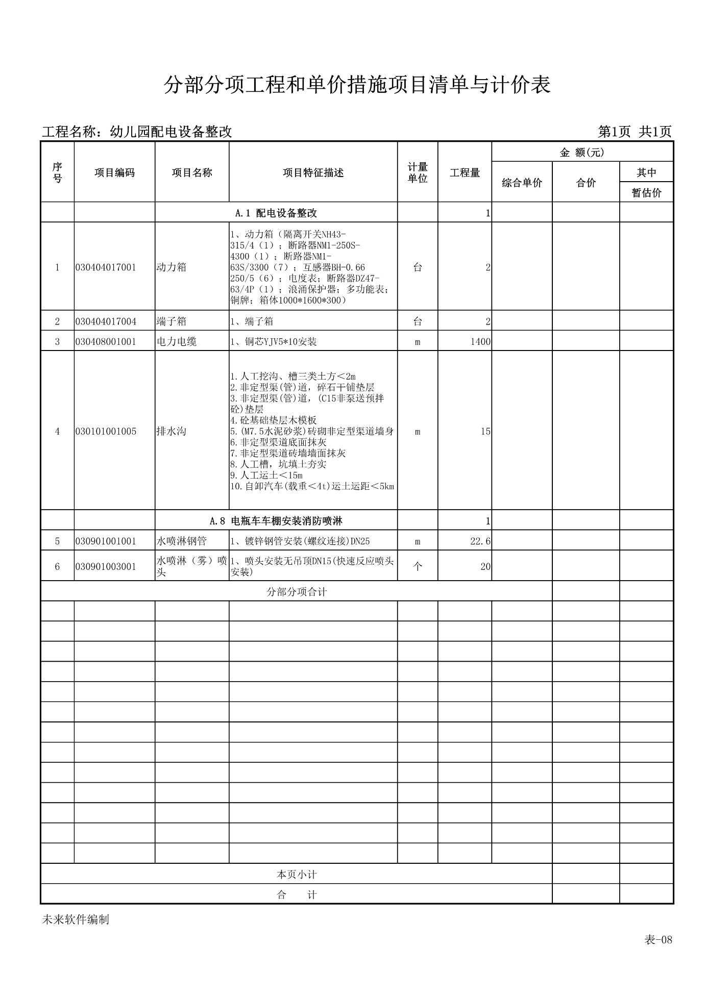 分部分项工程和单价措施项目清单与计价表
工程名称：幼儿园配电设备整改 第1页 共1页
序号 项目编码 项目名称 项目特征描述 计量单位 工程量 金 额(元)
综合单价 合价 其中
暂估价
A.1 配电设备整改 1
1 030404017001 动力箱 1、动力箱（隔离开关NH43-
315/4（1）；断路器NM1-250S-
4300（1）；断路器NM1-
63S/3300（7）；互感器BH-0.66
250/5（6）；电度表；断路器DZ47-
63/4P（1）；浪涌保护器；多功能表；
铜牌；箱体1000*1600*300） 台 2
2 030404017004 端子箱 1、端子箱 台 2
3 030408001001 电力电缆 1、铜芯YJV5*10安装 m 1400
4 030101001005 排水沟 1.人工挖沟、槽三类土方＜2m
2.非定型渠(管)道，碎石干铺垫层
3.非定型渠(管)道，(C15非泵送预拌
砼)垫层
4.砼基础垫层木模板
5.(M7.5水泥砂浆)砖砌非定型渠道墙身
6.非定型渠道底面抹灰
7.非定型渠道砖墙墙面抹灰
8.人工槽，坑填土夯实
9.人工运土＜15m
10.自卸汽车(载重＜4t)运土运距＜5km m 15
A.8 电瓶车车棚安装消防喷淋 1
5 030901001001 水喷淋钢管 1、镀锌钢管安装(螺纹连接)DN25 m 22.6
6 030901003001 水喷淋（雾）喷头 1、喷头安装无吊顶DN15(快速反应喷头
安装) 个 20
分部分项合计
本页小计
合 计
未来软件编制
表-08